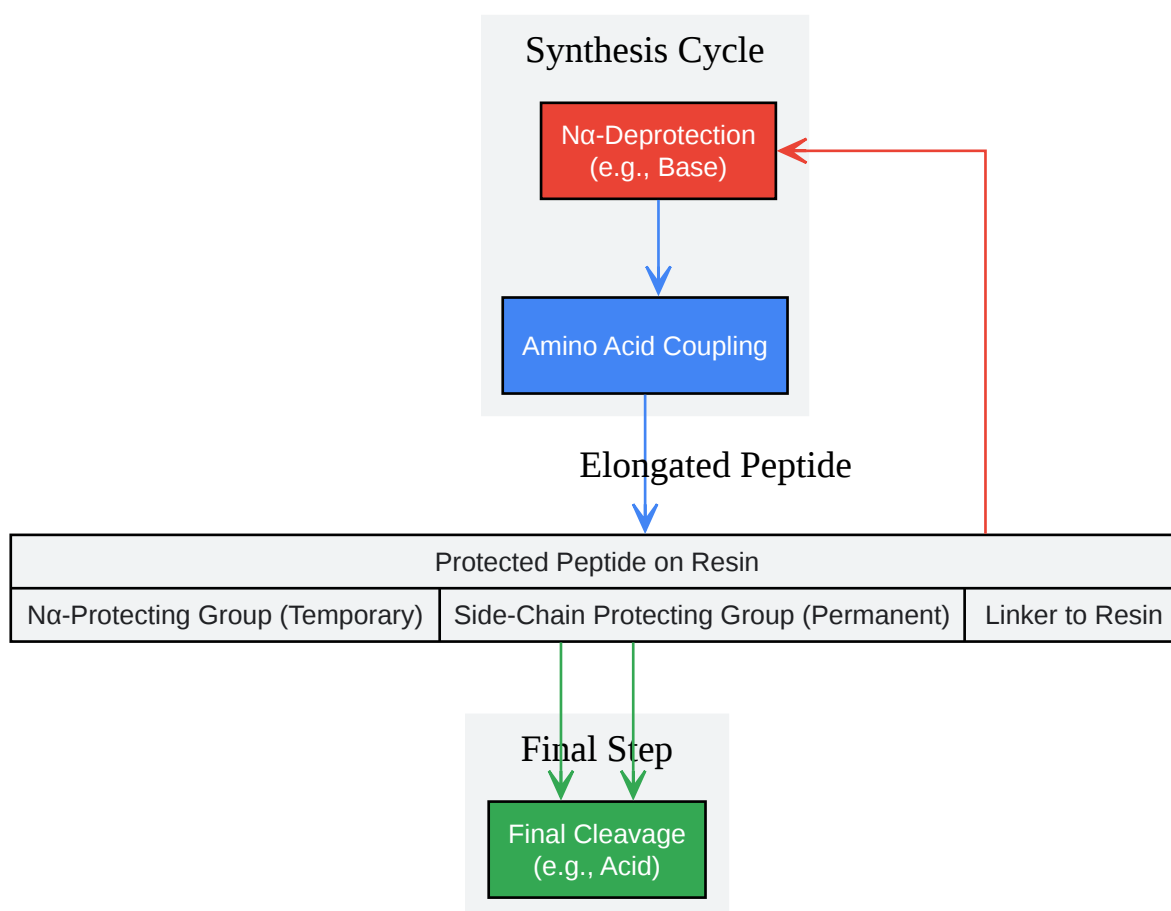 Synthesis Cycle
Nα-Deprotection
(e.g., Base)
Amino Acid Coupling
Elongated Peptide
Protected Peptide on Resin
Nα-Protecting Group (Temporary)
Side-Chain Protecting Group (Permanent)
Linker to Resin
Final Step
Final Cleavage
(e.g., Acid)